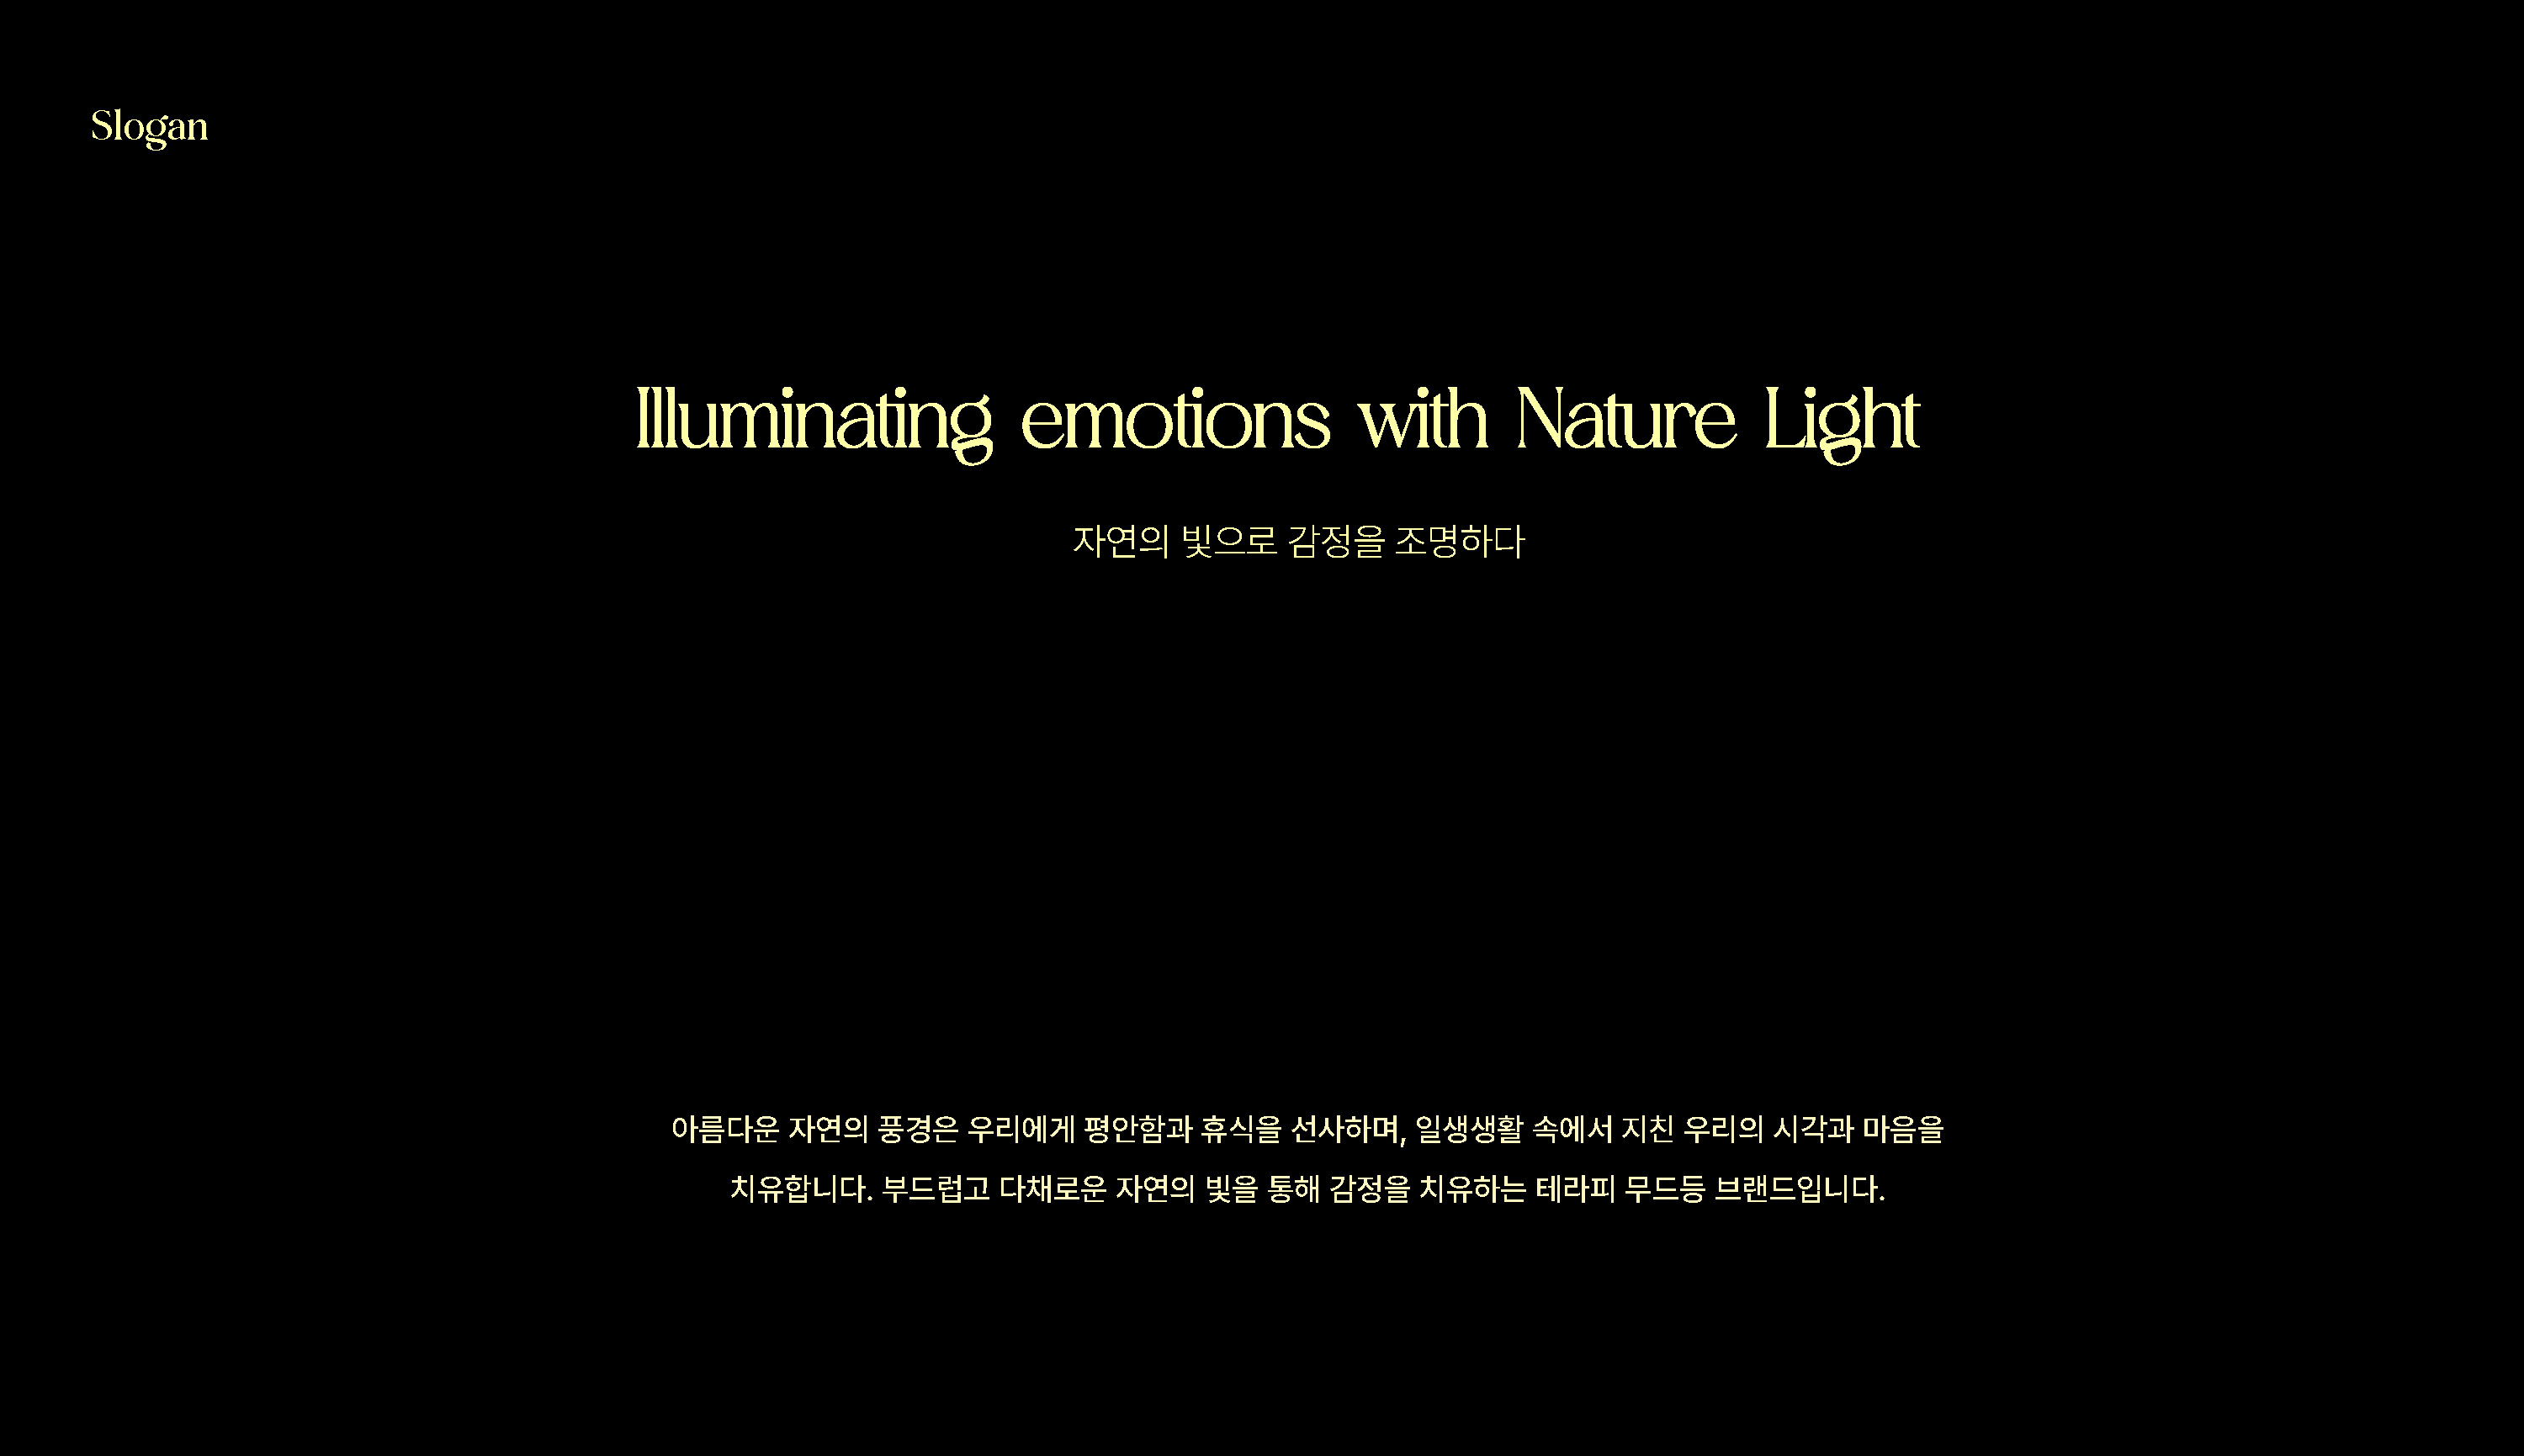 Slogan
Illuminating emotions with Nature Light
자연의 빛으로 감정을 조명하다
아름다운 자연의 풍경은 우리에게 평안함과 휴식을 선사하며, 일생생활 속에서 지친 우리의 시각과 마음을
치유합니다. 부드럽고 다채로운 자연의 빛을 통해 감정을 치유하는 테라피 무드등 브랜드입니다.